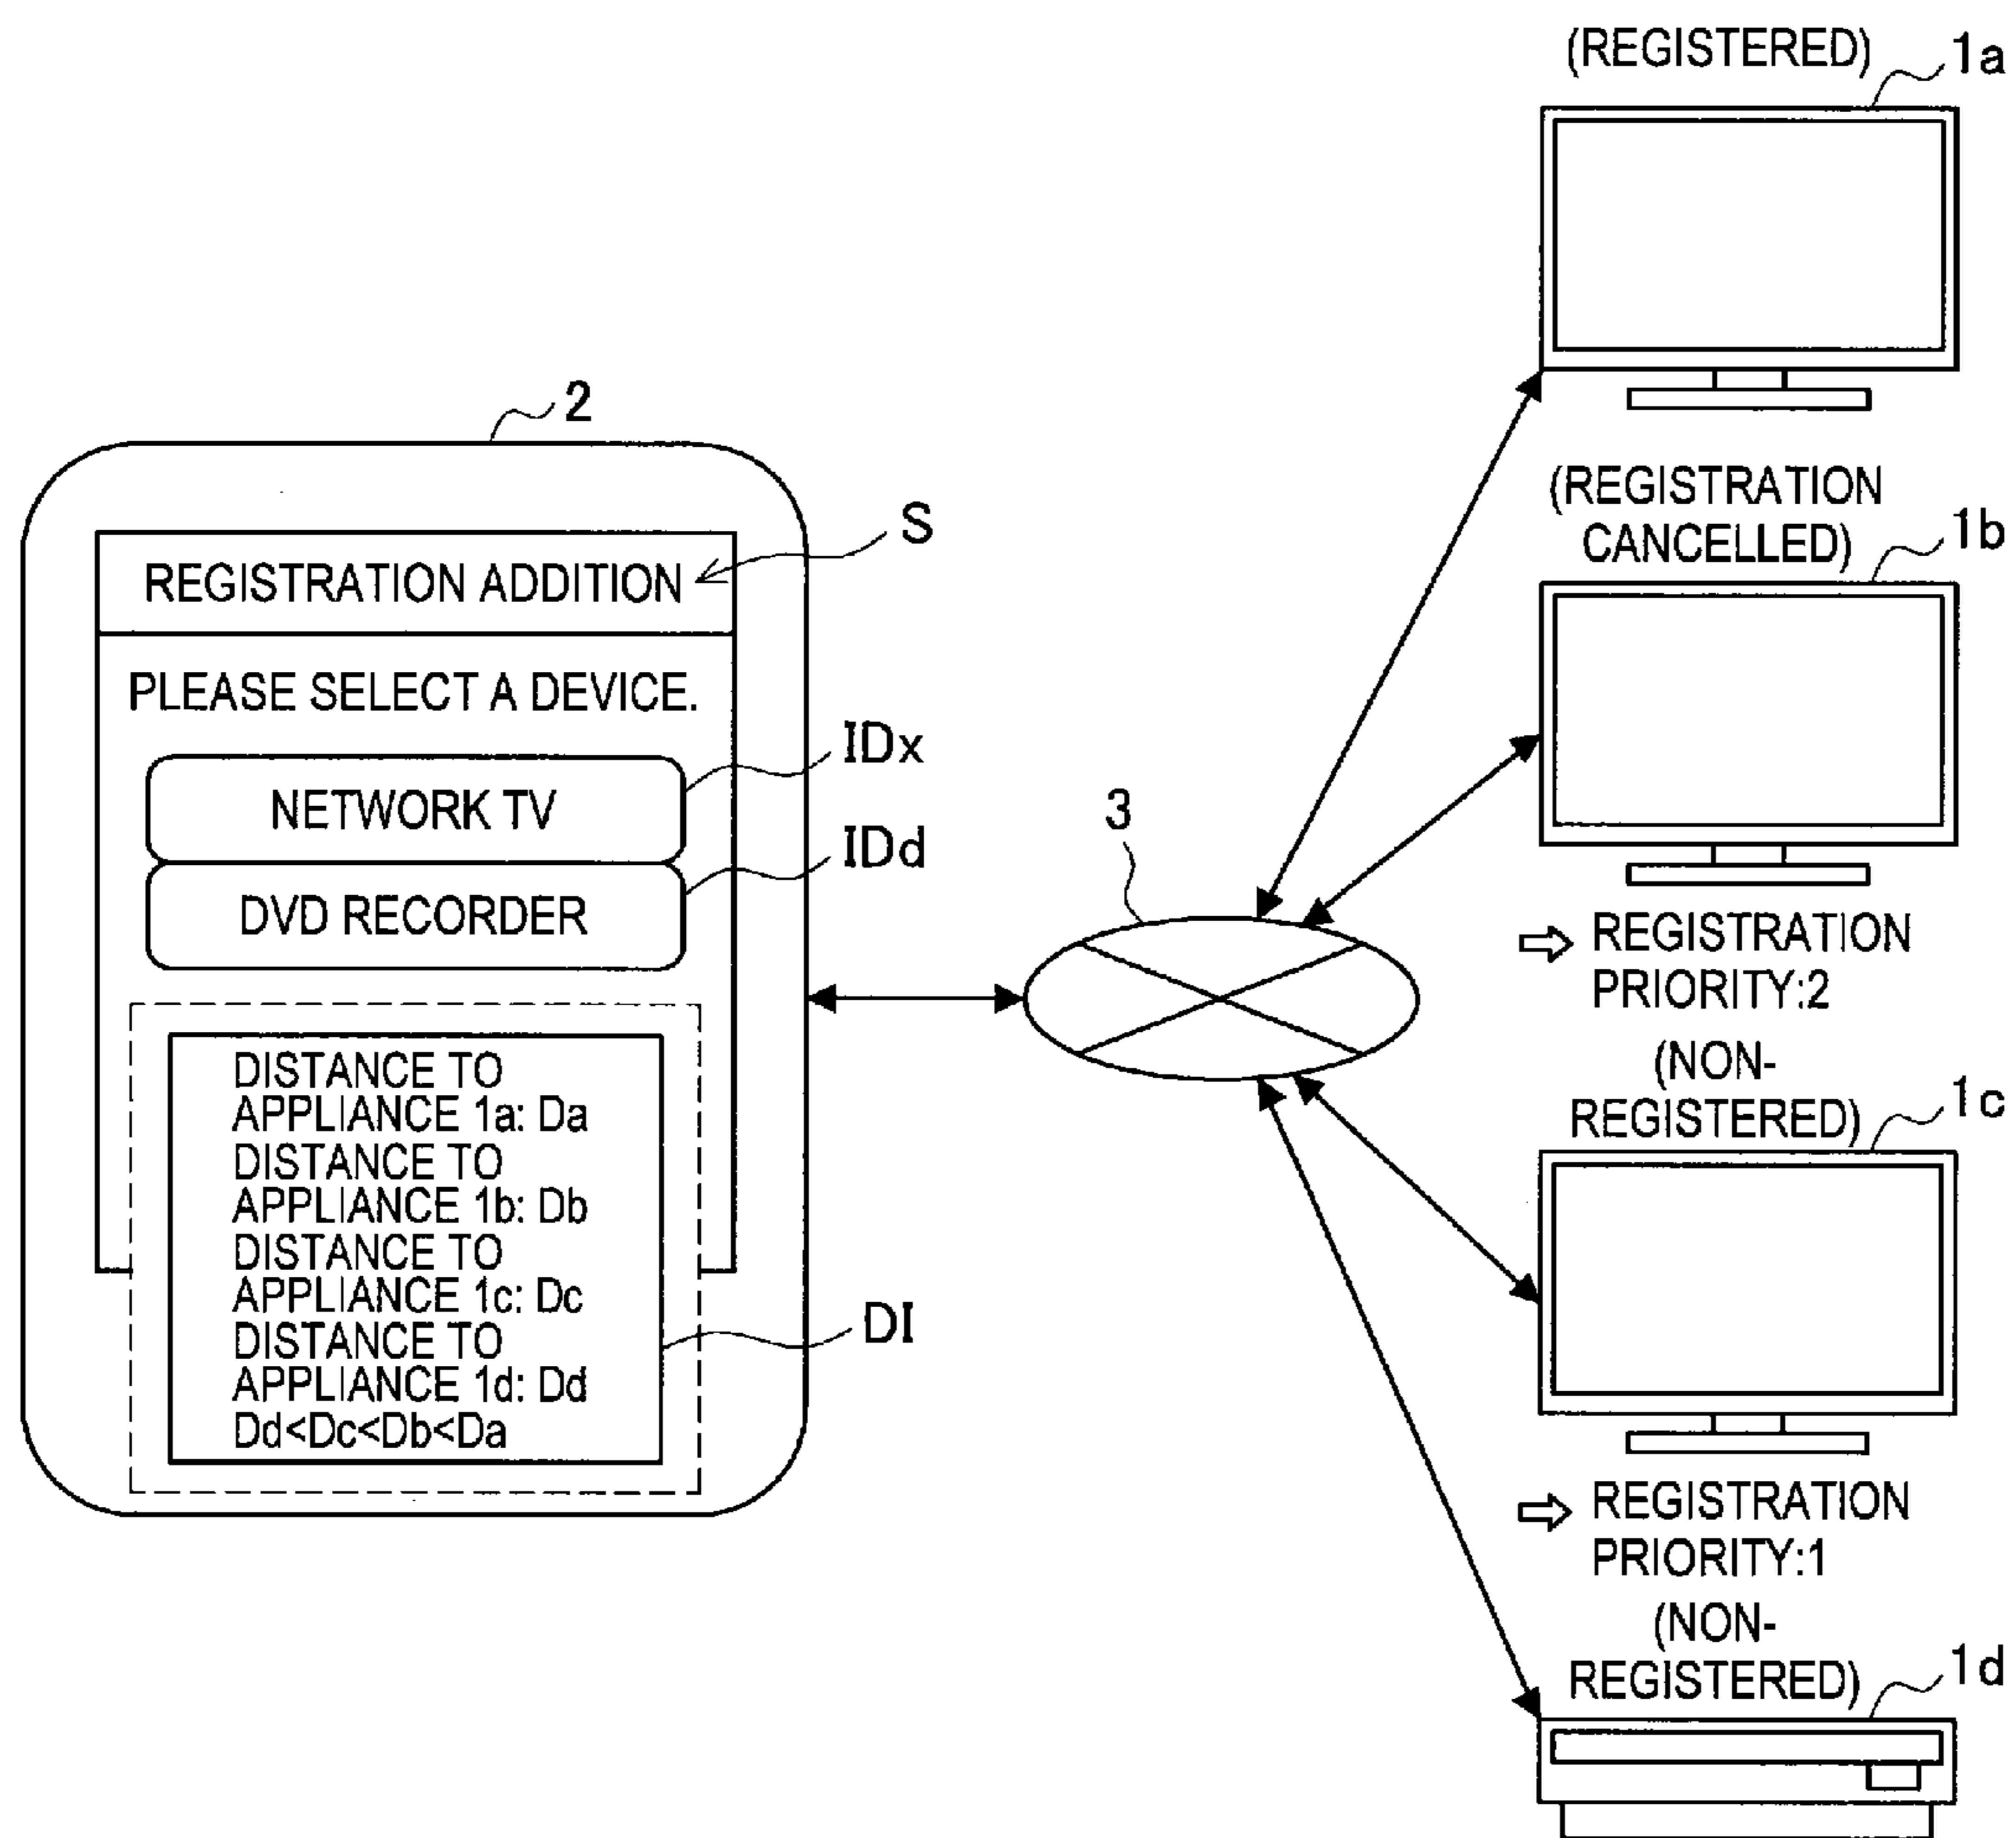 2
S
REGISTRATION ADDITION
PLEASE SELECT A DEVICE.
IDx
NETWORK TV
IDd
DVD RECORDER
DISTANCE TO
APPLIANCE 1a: Da
DISTANCE TO
APPLIANCE 1b: Db
DISTANCE TO
APPLIANCE 1c: Dc
DISTANCE TO
APPLIANCE 1d: Dd
Dd<Dc<Db<Da
DI
3
(REGISTERED)
1a
(REGISTRATION
CANCELLED)
1b
⇨ REGISTRATION
PRIORITY:2
(NON-
REGISTERED)
1c
⇨ REGISTRATION
PRIORITY:1
(NON-
REGISTERED)
1d